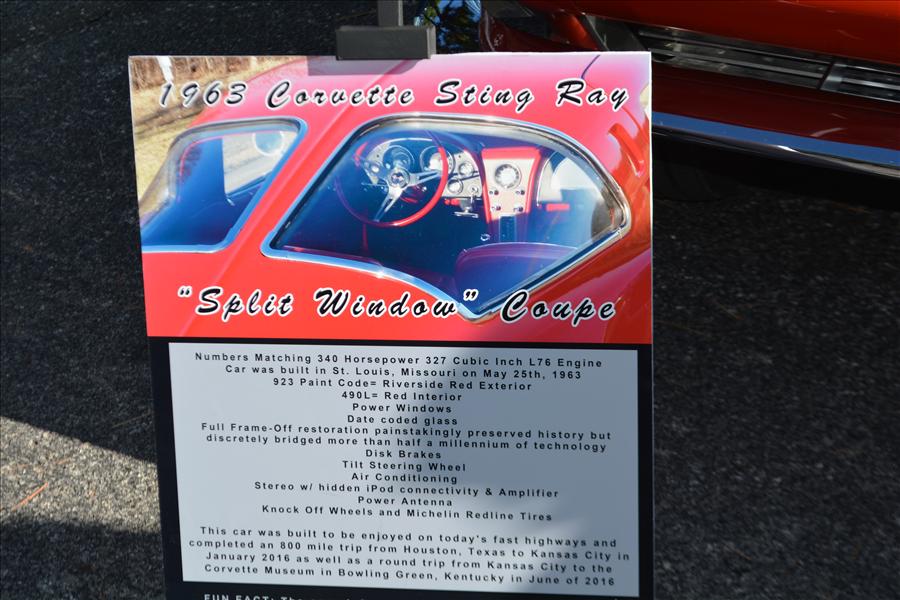 1963 Corvette Sting Ray
"Split Window" Coupe
Numbers Matching 340 Horsepower 327 Cubic Inch L76 Engine
Car was built in St. Louis, Missouri on May 25th, 1963
923 Paint Code= Riverside Red Exterior
490L= Red Interior
Power Windows
Date coded glass
Full Frame-Off restoration painstakingly preserved history but
discretely bridged more than half a millennium of technology
Disk Brakes
Tilt Steering Wheel
Air Conditioning
Stereo w/ hidden iPod connectivity & Amplifier
Power Antenna
Knock Off Wheels and Michelin Redline Tires
This car was built to be enjoyed on today's fast highways and
completed an 800 mile trip from Houston, Texas to Kansas City in
January 2016 as well as a round trip from Kansas City to the
Corvette Museum in Bowling Green, Kentucky in June of 2016
FUN FACT: